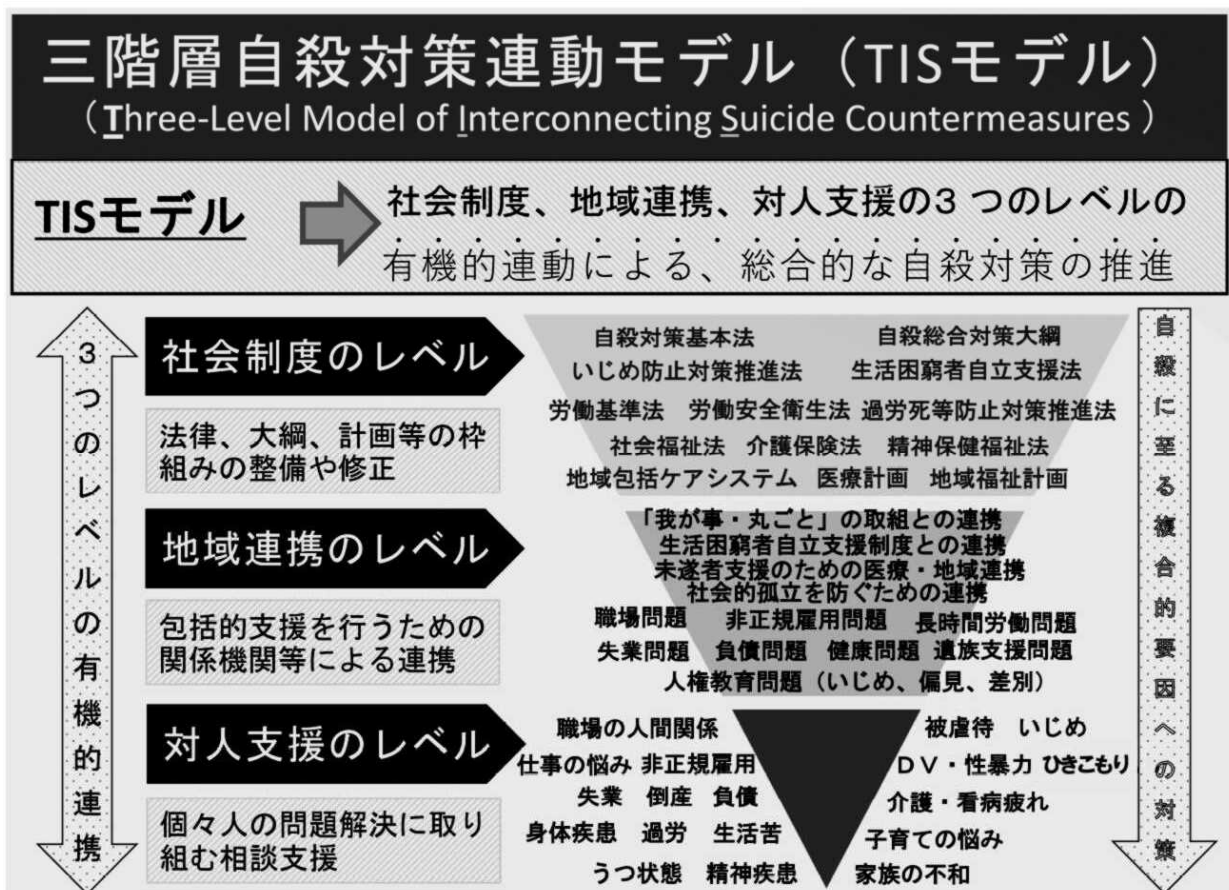 三階層自殺対策連動モデル（TISモデル）
（Three-Level Model of Interconnecting Suicide Countermeasures）
TISモデル
社会制度、地域連携、対人支援の3つのレベルの
有機的連動による、総合的な自殺対策の推進
3つのレベルの有機的連携
社会制度のレベル
法律、大綱、計画等の枠
組みの整備や修正
自殺対策基本法 自殺総合対策大綱
いじめ防止対策推進法 生活困窮者自立支援法
労働基準法 労働安全衛生法 過労死等防止対策推進法
社会福祉法 介護保険法 精神保健福祉法
地域包括ケアシステム 医療計画 地域福祉計画
地域連携のレベル
包括的支援を行うための
関係機関等による連携
「我が事・丸ごと」の取組との連携
生活困窮者自立支援制度との連携
未遂者支援のための医療・地域連携
社会的孤立を防ぐための連携
職場問題 非正規雇用問題 長時間労働問題
失業問題 負債問題 健康問題 遺族支援問題
人権教育問題（いじめ、偏見、差別）
対人支援のレベル
個々人の問題解決に取り
組む相談支援
職場の人間関係 被虐待 いじめ
仕事の悩み 非正規雇用 DV・性暴力 ひきこもり
失業 倒産 負債 介護・看病疲れ
身体疾患 過労 生活苦 子育ての悩み
うつ状態 精神疾患 家族の不和
自殺に至る複合的要因への対策